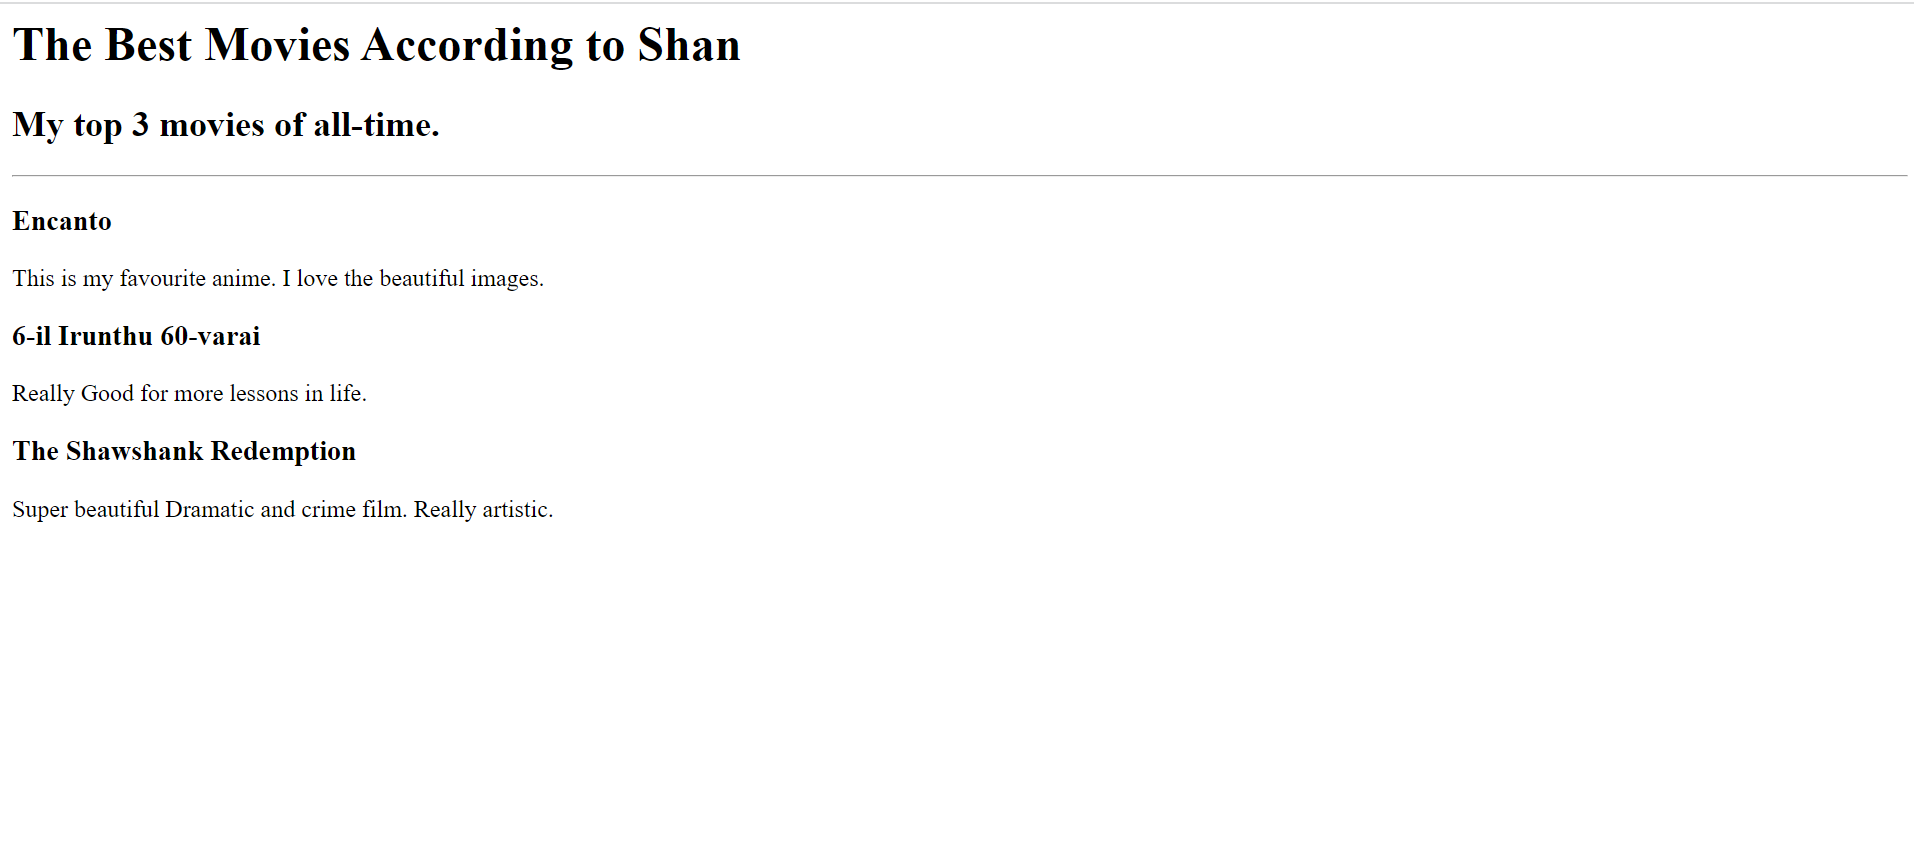 The Best Movies According to Shan
My top 3 movies of all-time.
Encanto
This is my favourite anime. I love the beautiful images.
6-il Irunthu 60-varai
Really Good for more lessons in life.
The Shawshank Redemption
Super beautiful Dramatic and crime film. Really artistic.